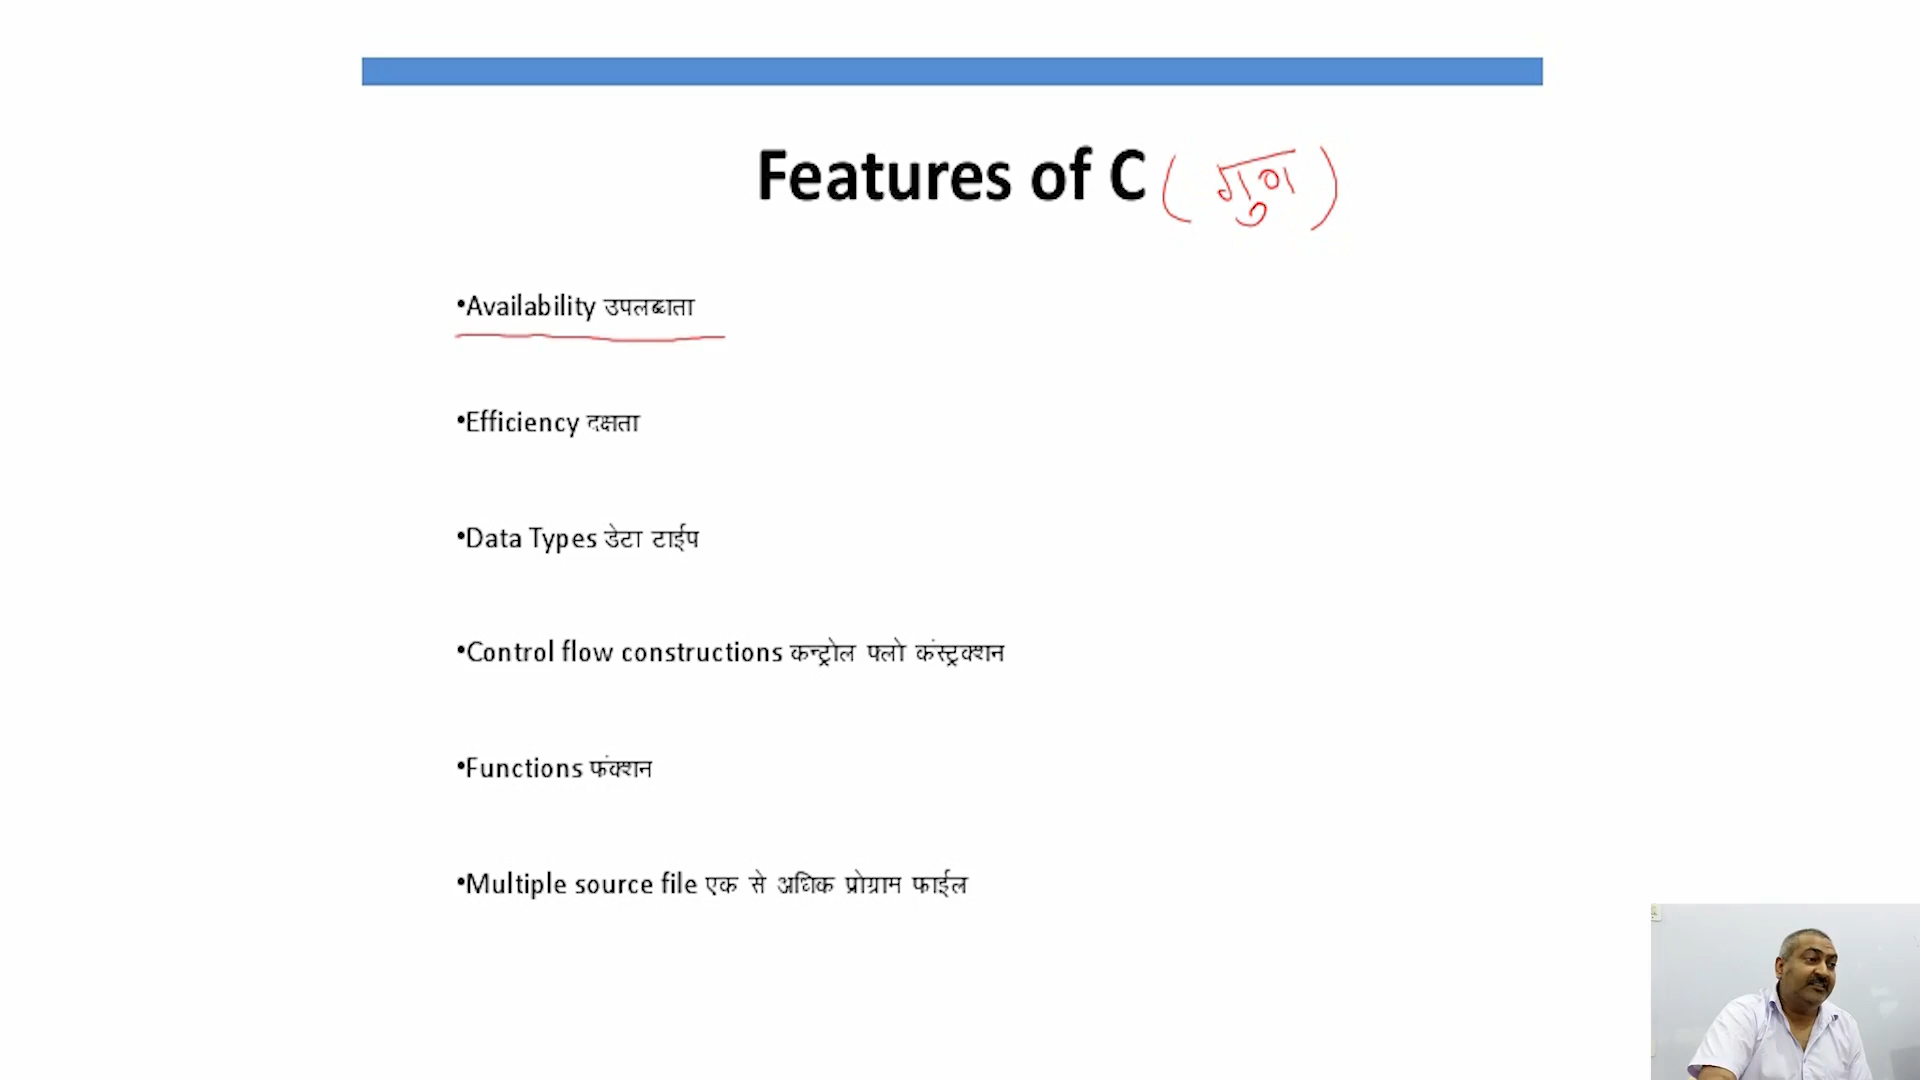 Features of C ( गुण )
•Availability उपलब्धता
•Efficiency दक्षता
•Data Types डेटा टाईप
•Control flow constructions कन्ट्रोल फ्लो कंस्ट्रक्शन
•Functions फंक्शन
•Multiple source file एक से अधिक प्रोग्राम फाईल